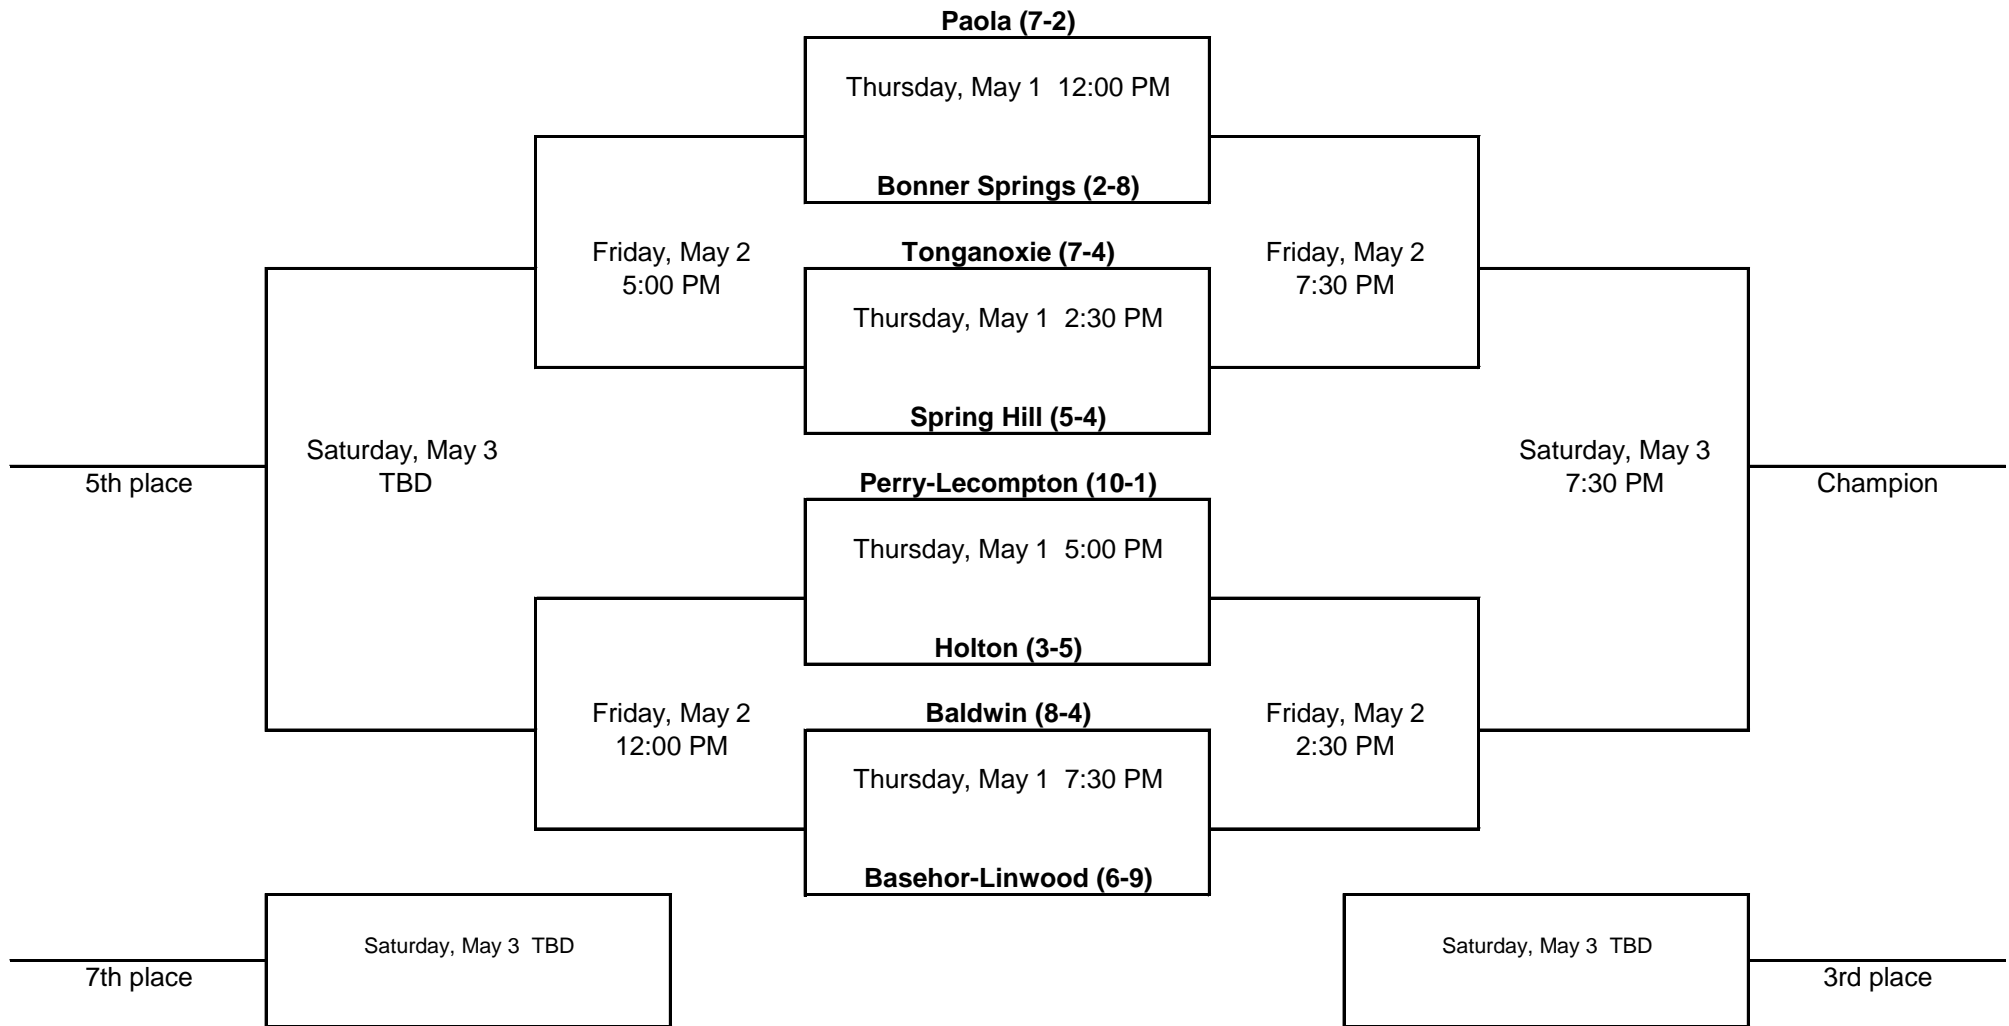 Paola (7-2)
Thursday, May 1  12:00 PM
Bonner Springs (2-8)
Friday, May 2
5:00 PM
Tonganoxie (7-4)
Friday, May 2
7:30 PM
Thursday, May 1  2:30 PM
Spring Hill (5-4)
Saturday, May 3
TBD
5th place
Saturday, May 3
7:30 PM
Champion
Perry-Lecompton (10-1)
Thursday, May 1  5:00 PM
Holton (3-5)
Friday, May 2
12:00 PM
Baldwin (8-4)
Friday, May 2
2:30 PM
Thursday, May 1  7:30 PM
Basehor-Linwood (6-9)
Saturday, May 3  TBD
7th place
Saturday, May 3  TBD
3rd place